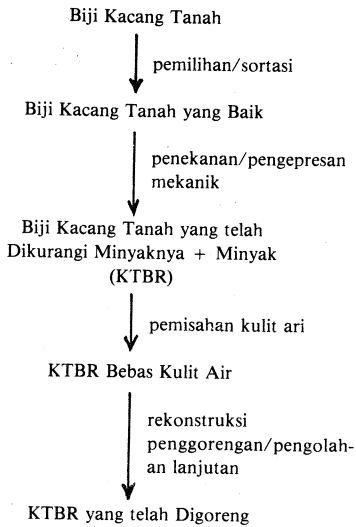 Biji Kacang Tanah
pemilihan/sortasi
Biji Kacang Tanah yang Baik
penekanan/pengepresan
mekanik
Biji Kacang Tanah yang telah
Dikurangi Minyaknya + Minyak
(KTBR)
pemisahan kulit ari
KTBR Bebas Kulit Air
rekonstruksi
penggorengan/pengolah-
an lanjutan
KTBR yang telah Digoreng